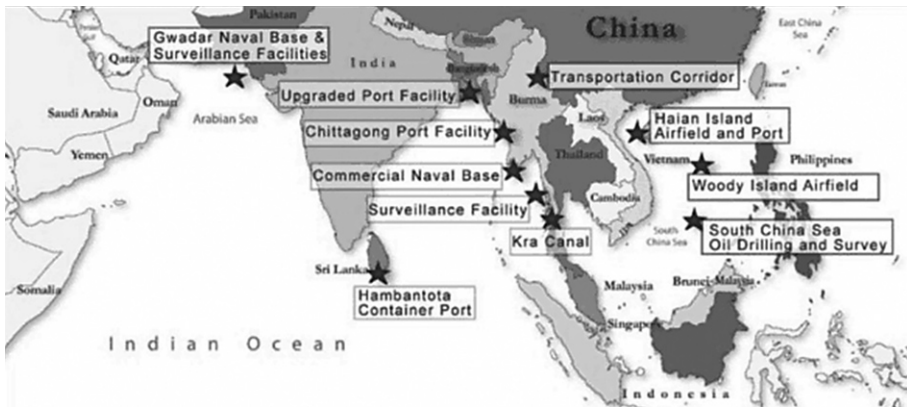 Pakistan
Nepal
China
East China
Sea
Gwadar Naval Base &
Surveillance Facilities
Bhutan
Qatar
India
Bangladesh
Transportation Corridor
Taiwan
Upgraded Port Facility
Burma
Saudi Arabia
Oman
Arabian Sea
Laos
Haian Island
Airfield and Port
Chittagong Port Facility
Yemen
Thailand
Vietnam
Philippines
Commercial Naval Base
Woody Island Airfield
Cambodia
Surveillance Facility
South
China Sea
South China Sea
Oil Drilling and Survey
Kra Canal
Sri Lanka
Somalia
Hambantota
Container Port
Malaysia
Brunei
Malaysia
Singapore
Indian Ocean
Indonesia